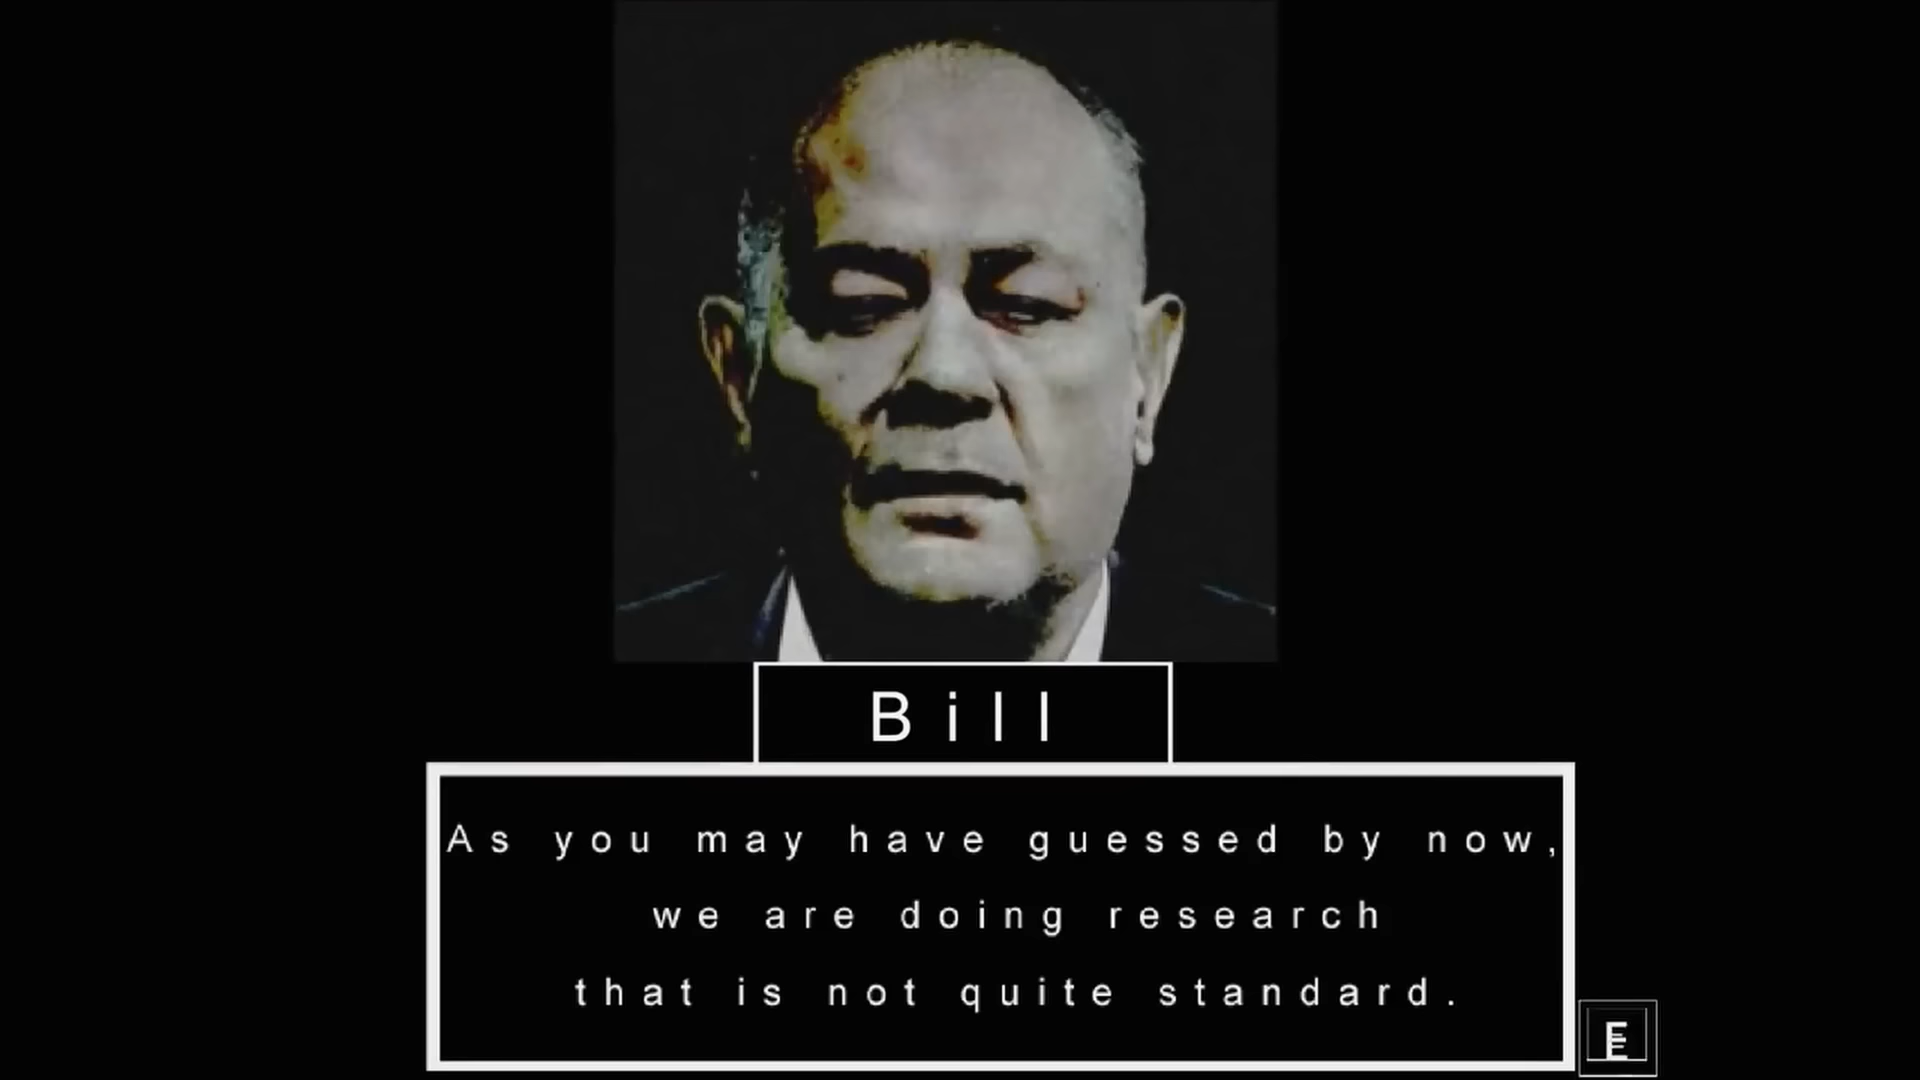 Bill
As you may have guessed by now,
we are doing research
that is not quite standard.
E